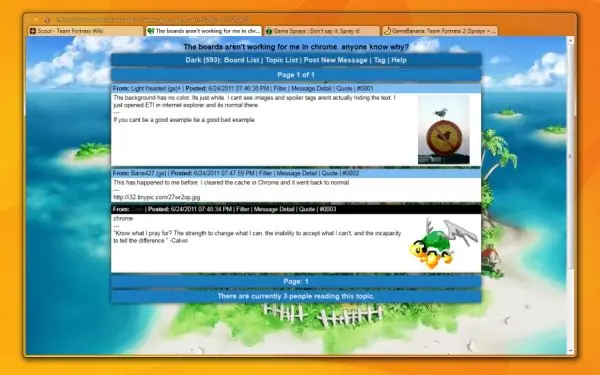 Scout - Team Fortress Wiki
The boards aren't working for me in chr...
Game Sprays : Don't say it, Spray it!
GameBanana: Team Fortress 2 (Sprays > ...
The boards aren't working for me in chrome. anyone know why?
Dark (593): Board List | Topic List | Post New Message | Tag | Help
Page 1 of 1
From: Light Headed (gs)⁴ | Posted: 6/24/2011 07:46:38 PM | Filter | Message Detail | Quote | #0001
The background has no color. Its just white. I cant see images and spoiler tags arent actually hiding the text. I
just opened ETI in internet explorer and its normal there
---
If you cant be a good example be a good bad example
From: Bane427 (gs) | Posted: 6/24/2011 07:47:59 PM | Filter | Message Detail | Quote | #0002
This has happened to me before. I cleared the cache in Chrome and it went back to normal
---
http://i32.tinypic.com/27wr2op.jpg
From: | Posted: 6/24/2011 07:48:34 PM | Filter | Message Detail | Quote | #0003
chrome
---
"Know what I pray for? The strength to change what I can, the inability to accept what I can't, and the incapacity
to tell the difference." -Calvin
Page: 1
There are currently 3 people reading this topic.